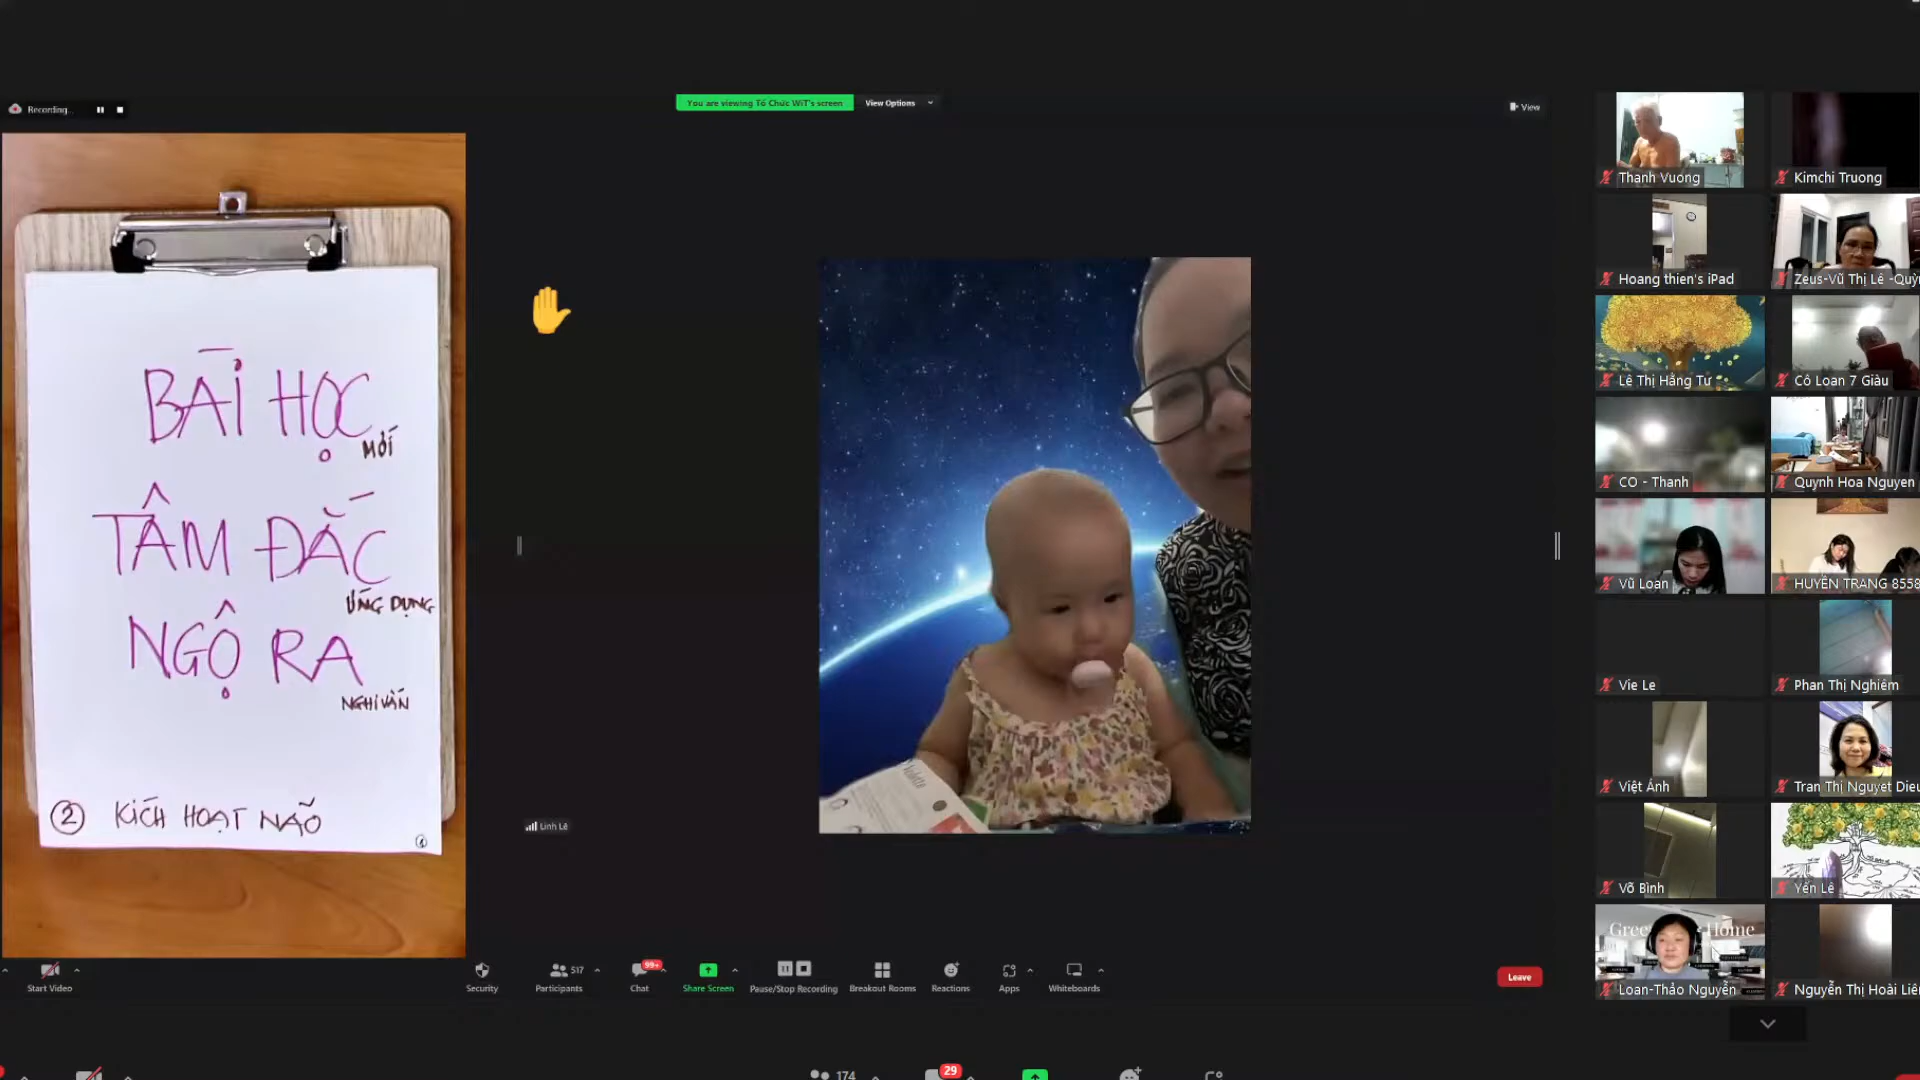 Recording...
You are viewing Tổ Chức WiT's screen
View Options
View
BÀI HỌC
MỚI
TÂM ĐẮC
ỨNG DỤNG
NGỘ RA
NGHI VẤN
② KÍCH HOẠT NÃO
Linh Lê
Thanh Vuong
Kimchi Truong
Hoang thien's iPad
Zeus-Vũ Thị Lê -Quỳ
Lê Thị Hằng Tư
Cô Loan 7 Giàu
CO - Thanh
Quynh Hoa Nguyen
Vũ Loan
HUYỀN TRANG 8558
Vie Le
Phan Thị Nghiêm
Việt Ánh
Tran Thi Nguyet Dieu
Võ Bình
Yến Lê
Home
Loan-Thảo Nguyễn
Nguyễn Thị Hoài Liên
Start Video
Security
517
Participants
99+
Chat
Share Screen
Pause/Stop Recording
Breakout Rooms
Reactions
Apps
Whiteboards
Leave
174
29